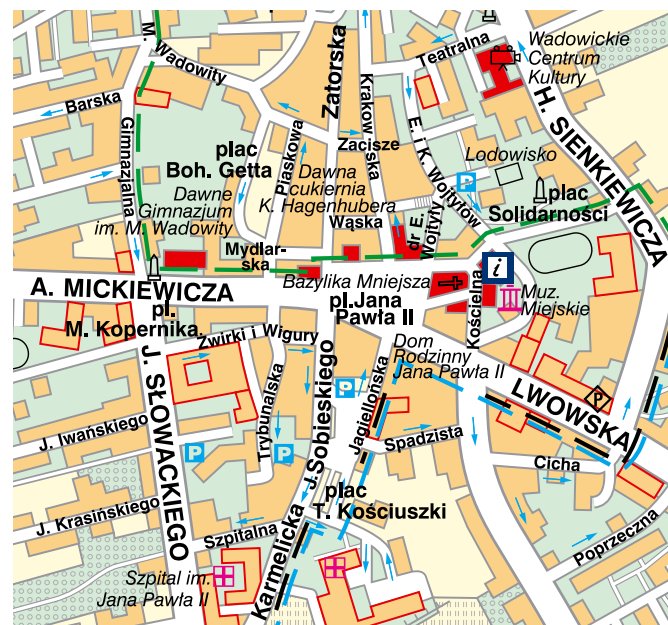 M. Wadowity
Barska
Gimnazjalna
plac
Boh. Getta
Dawne
Gimnazjum
im. M. Wadowity
Mydlar-
ska
Piaskowa
Zatorska
Krakowska
Zacisze
Dawna
cukiernia
K. Hagenhubera
Wąska
Teatralna
E. i K. Wojtyłów
dr E.
Wojtyły
Wadowickie
Centrum
Kultury
H. SIENKIEWICZA
Lodowisko
plac
Solidarności
P
i
A. MICKIEWICZA
pl.
M. Kopernika
Bazylika Mniejsza
pl.Jana
Pawła II
Kościelna
Muz.
Miejskie
Żwirki i Wigury
Dom
Rodzinny
Jana Pawła II
LWOWSKA
J. SŁOWACKIEGO
Trybunalska
J. Sobieskiego
P
Jagiellońska
Spadzista
J. Iwańskiego
P
P
Cicha
plac
T. Kościuszki
J. Krasińskiego
Szpitalna
Karmelicka
Poprzeczna
Szpital im.
Jana Pawła II